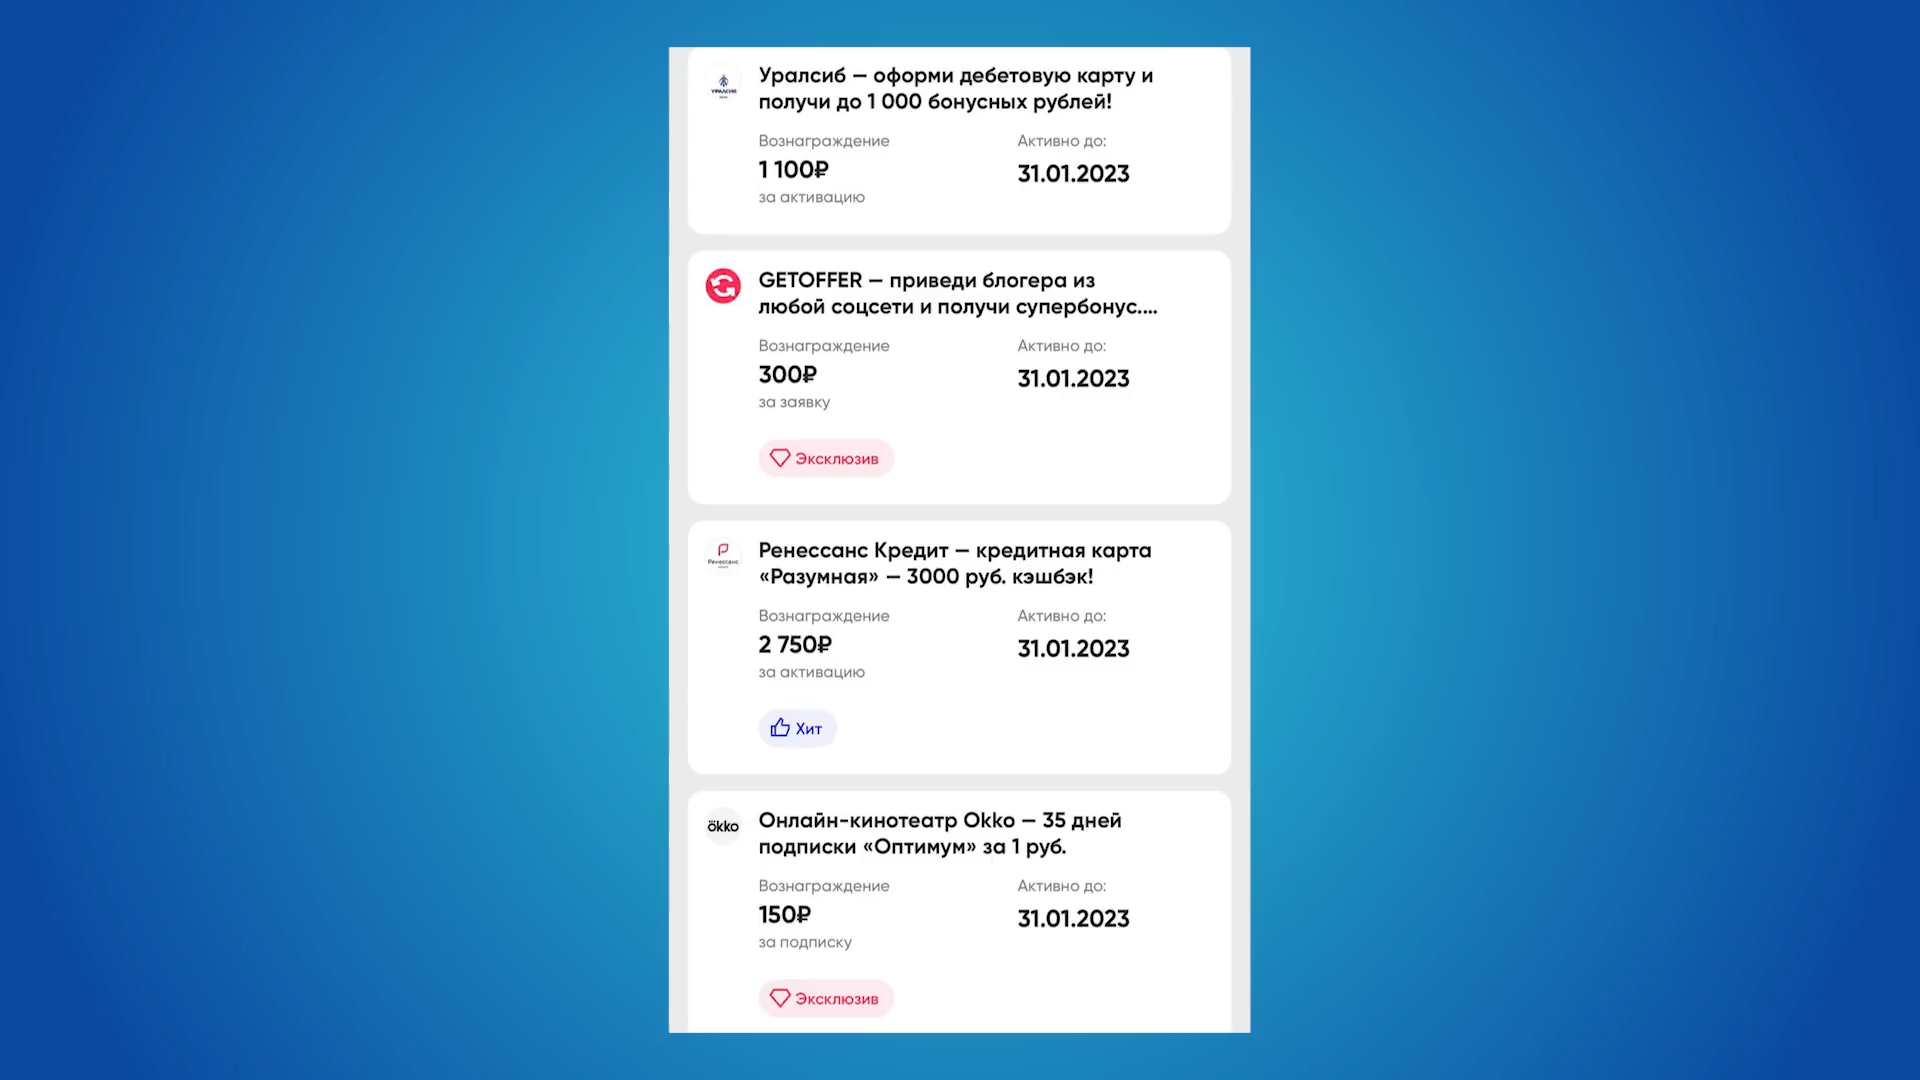 Уралсиб — оформи дебетовую карту и
получи до 1 000 бонусных рублей!
УРАЛСИБ
Вознаграждение
Активно до:
1 100₽
31.01.2023
за активацию
GETOFFER — приведи блогера из
любой соцсети и получи супербонус....
Вознаграждение
Активно до:
300₽
31.01.2023
за заявку
Эксклюзив
Ренессанс Кредит — кредитная карта
«Разумная» — 3000 руб. кэшбэк!
Ренессанс
Вознаграждение
Активно до:
2 750₽
31.01.2023
за активацию
Хит
Онлайн-кинотеатр Okko — 35 дней
подписки «Оптимум» за 1 руб.
ökko
Вознаграждение
Активно до:
150₽
31.01.2023
за подписку
Эксклюзив